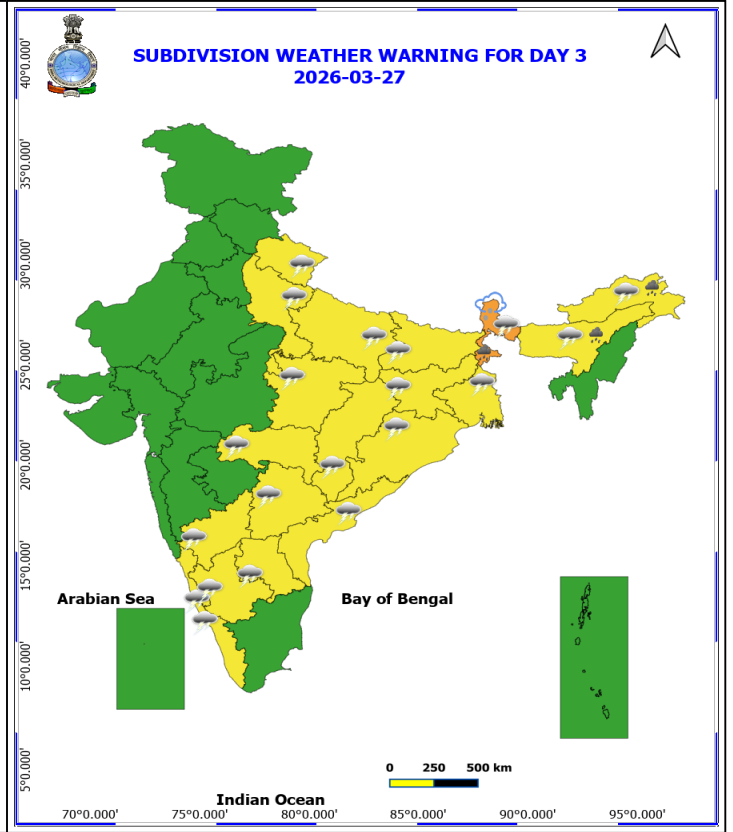 SUBDIVISION WEATHER WARNING FOR DAY 3
2026-03-27
40°0.000'
35°0.000'
30°0.000'
25°0.000'
20°0.000'
15°0.000'
10°0.000'
5°0.000'
Arabian Sea
Bay of Bengal
0 250 500 km
Indian Ocean
70°0.000' 75°0.000' 80°0.000' 85°0.000' 90°0.000' 95°0.000'